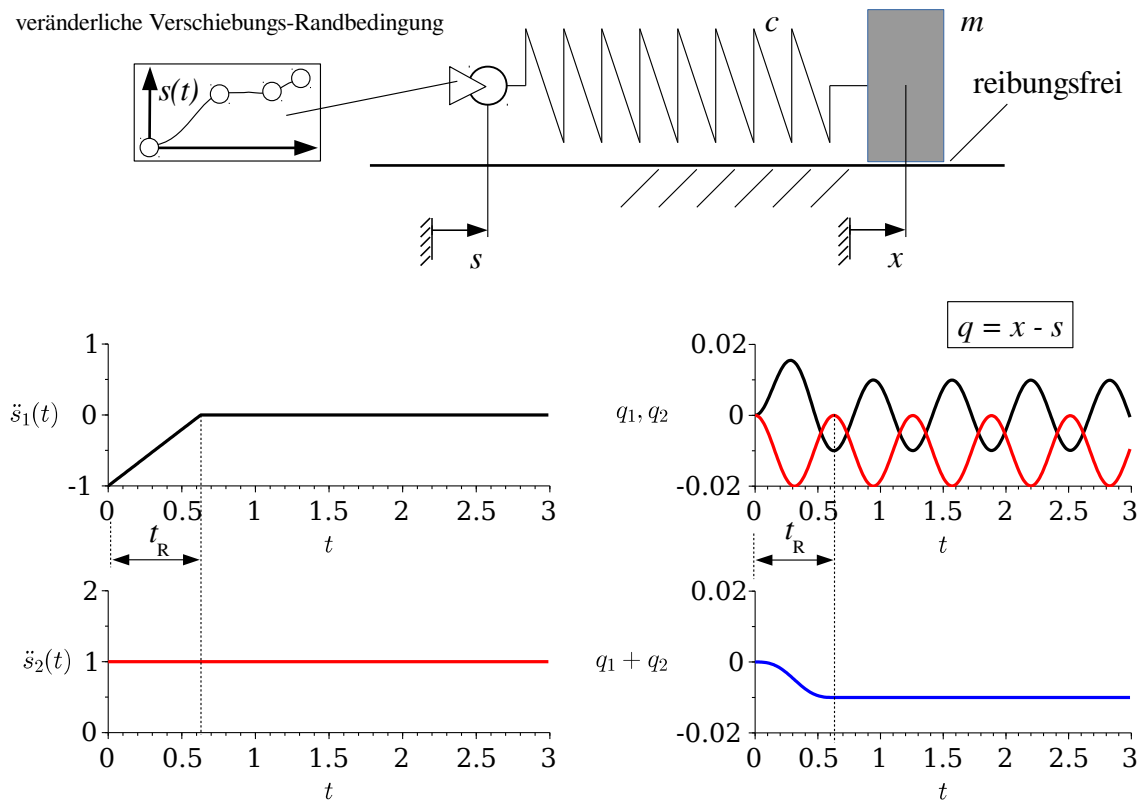 veränderliche Verschiebungs-Randbedingung
s(t)
c
m
reibungsfrei
s
x
q = x - s
1
0
-1
s̈₁(t)
0 0.5 1 1.5 2 2.5 3
t
t_R
0.02
0
-0.02
q₁, q₂
0 0.5 1 1.5 2 2.5 3
t
t_R
2
1
0
s̈₂(t)
0 0.5 1 1.5 2 2.5 3
t
0.02
0
-0.02
q₁ + q₂
0 0.5 1 1.5 2 2.5 3
t